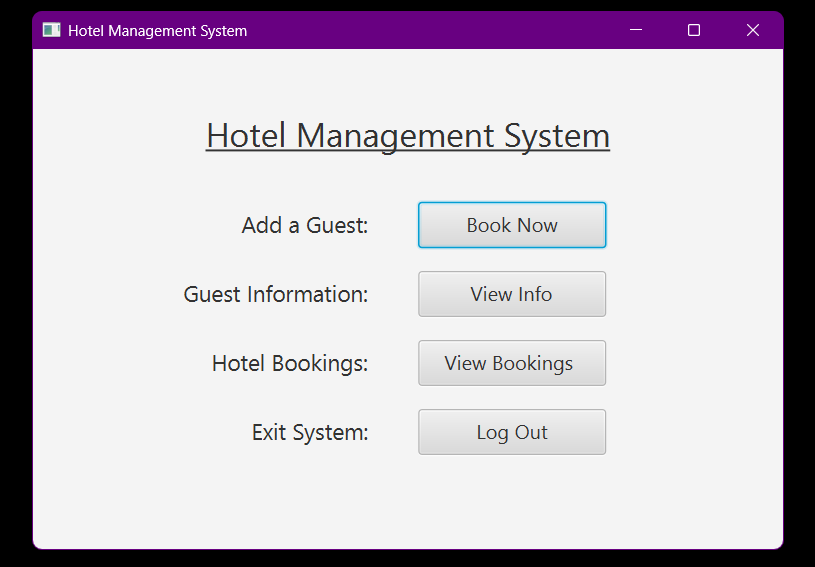 Hotel Management System
Hotel Management System
Add a Guest: Book Now
Guest Information: View Info
Hotel Bookings: View Bookings
Exit System: Log Out